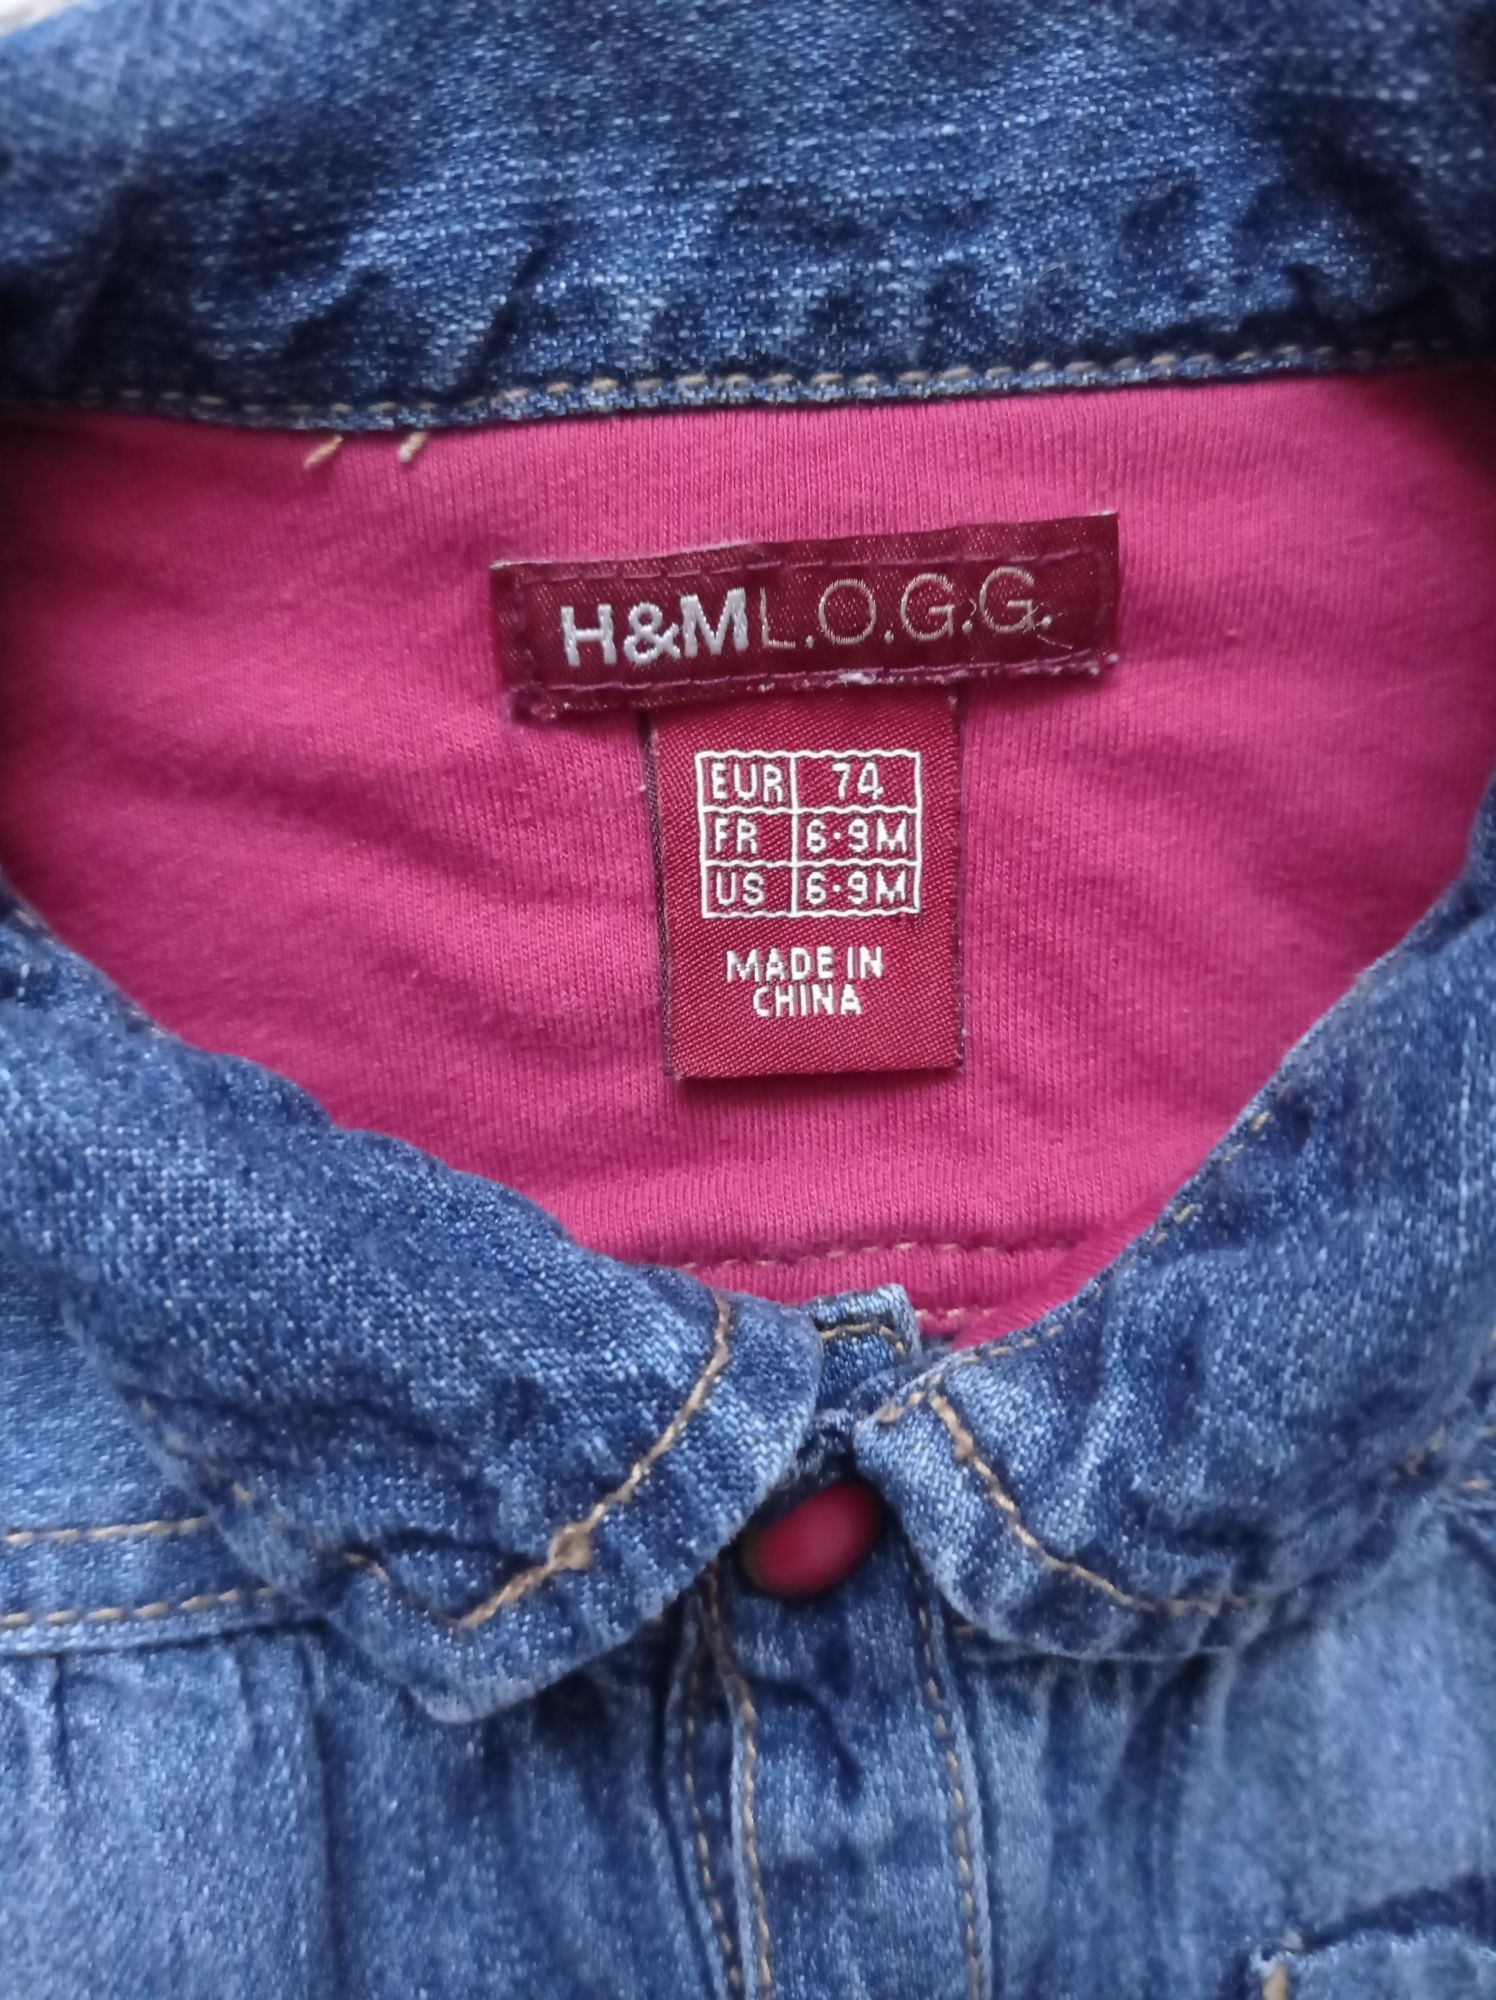 H&M L.O.G.G.
EUR 74
FR 6-9M
US 6-9M
MADE IN
CHINA